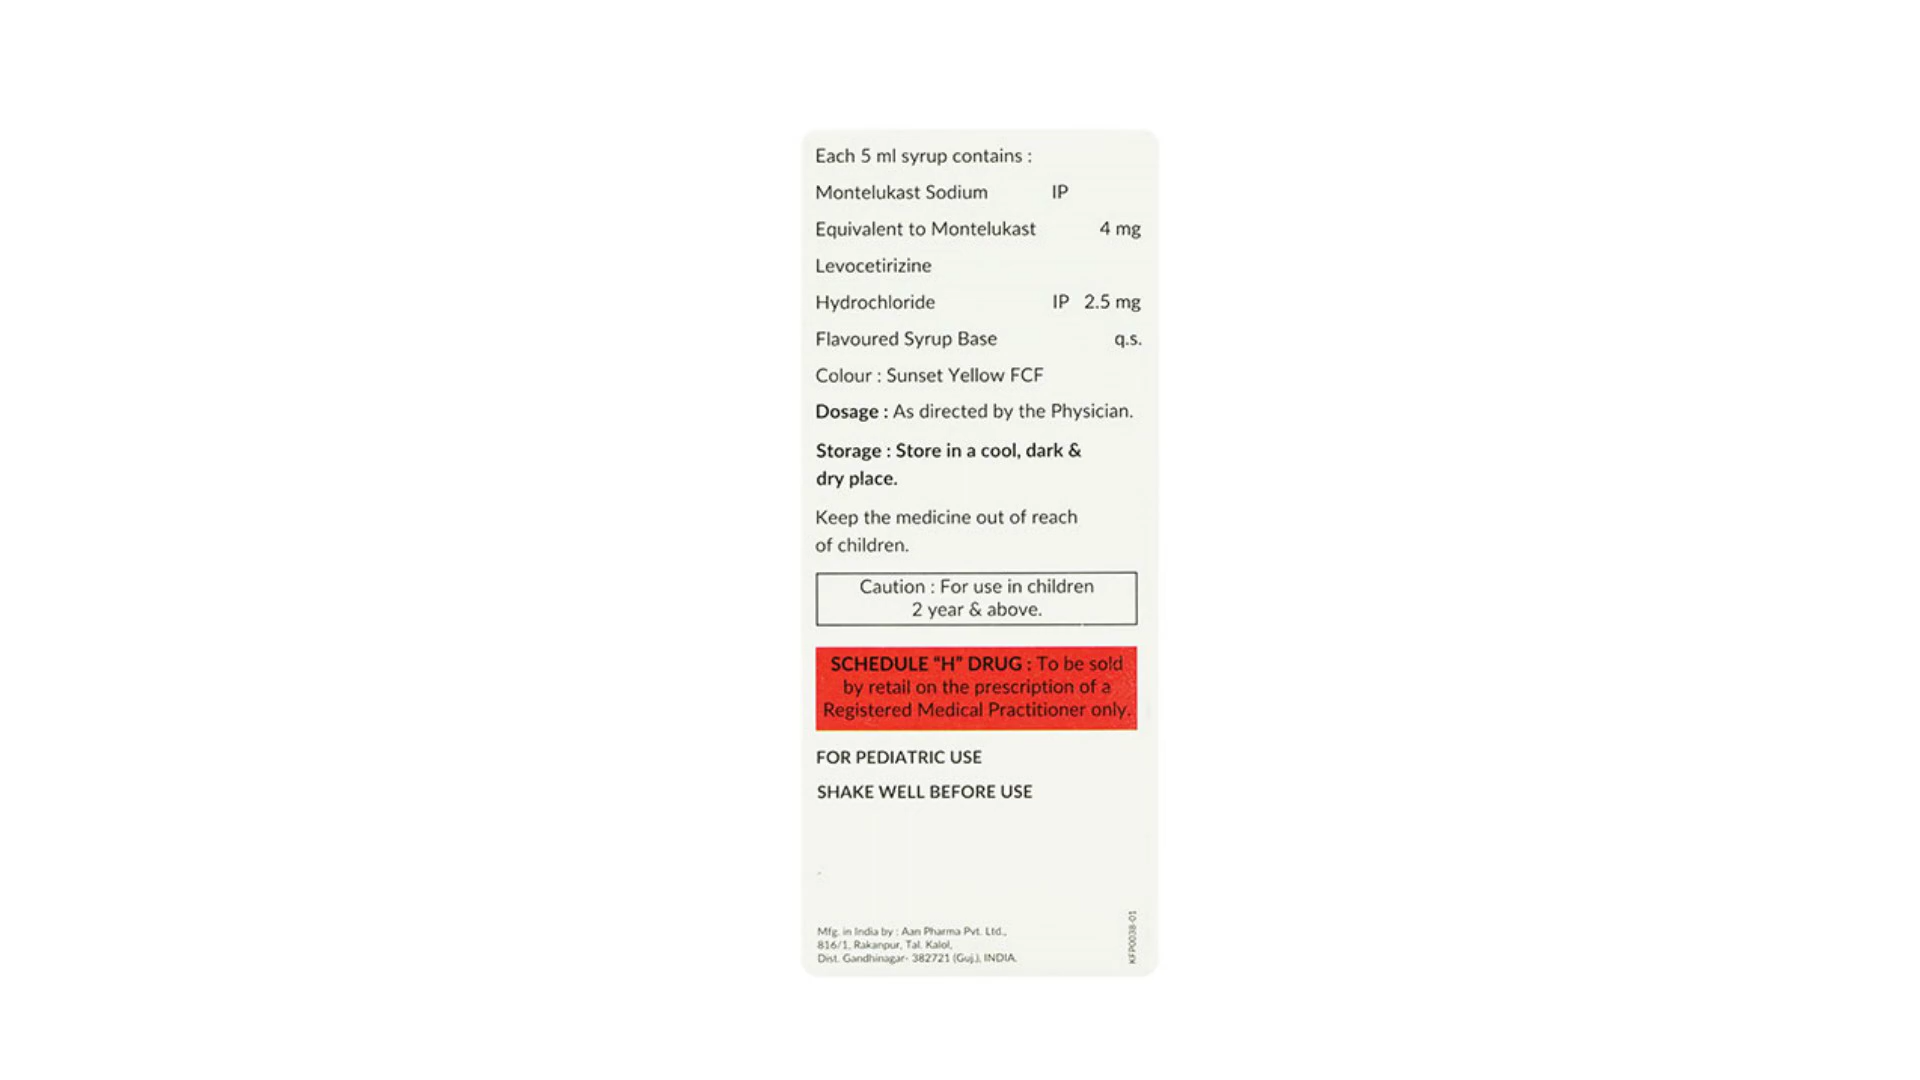 Each 5 ml syrup contains :
Montelukast Sodium IP
Equivalent to Montelukast 4 mg
Levocetirizine
Hydrochloride IP 2.5 mg
Flavoured Syrup Base q.s.
Colour : Sunset Yellow FCF
Dosage : As directed by the Physician.
Storage : Store in a cool, dark &
dry place.
Keep the medicine out of reach
of children.
Caution : For use in children
2 year & above.
SCHEDULE "H" DRUG : To be sold
by retail on the prescription of a
Registered Medical Practitioner only.
FOR PEDIATRIC USE
SHAKE WELL BEFORE USE
Mfg. in India by : Aan Pharma Pvt. Ltd.,
816/1, Rakanpur, Tal. Kalol,
Dist. Gandhinagar- 382721 (Guj.), INDIA.
KFP0038-01